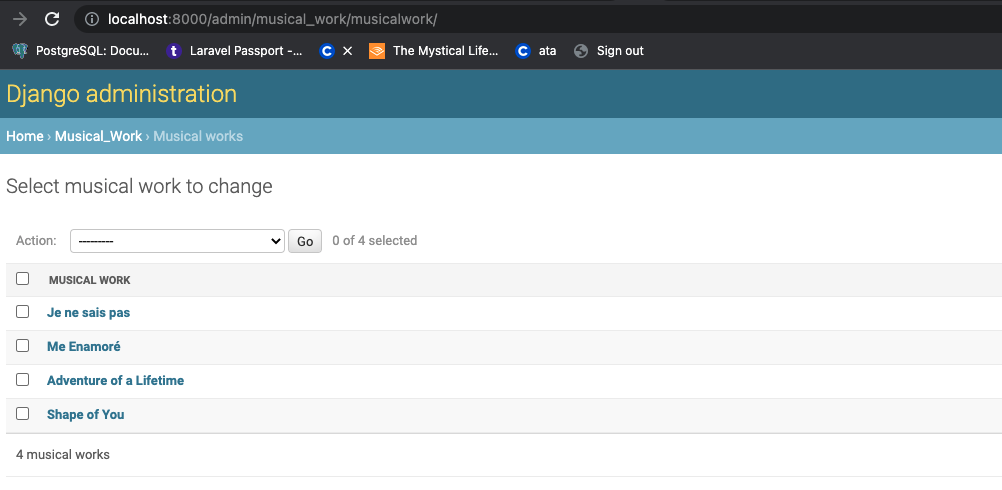 localhost:8000/admin/musical_work/musicalwork/
PostgreSQL: Docu... t Laravel Passport -... C × The Mystical Life... C ata Sign out
Django administration
Home › Musical_Work › Musical works
Select musical work to change
Action: --------- Go 0 of 4 selected
MUSICAL WORK
Je ne sais pas
Me Enamoré
Adventure of a Lifetime
Shape of You
4 musical works